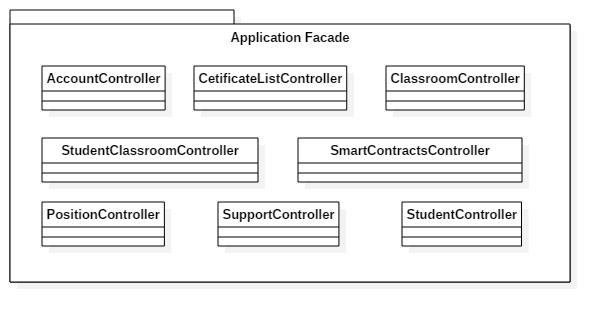 Application Facade
AccountController
CetificateListController
ClassroomController
StudentClassroomController
SmartContractsController
PositionController
SupportController
StudentController